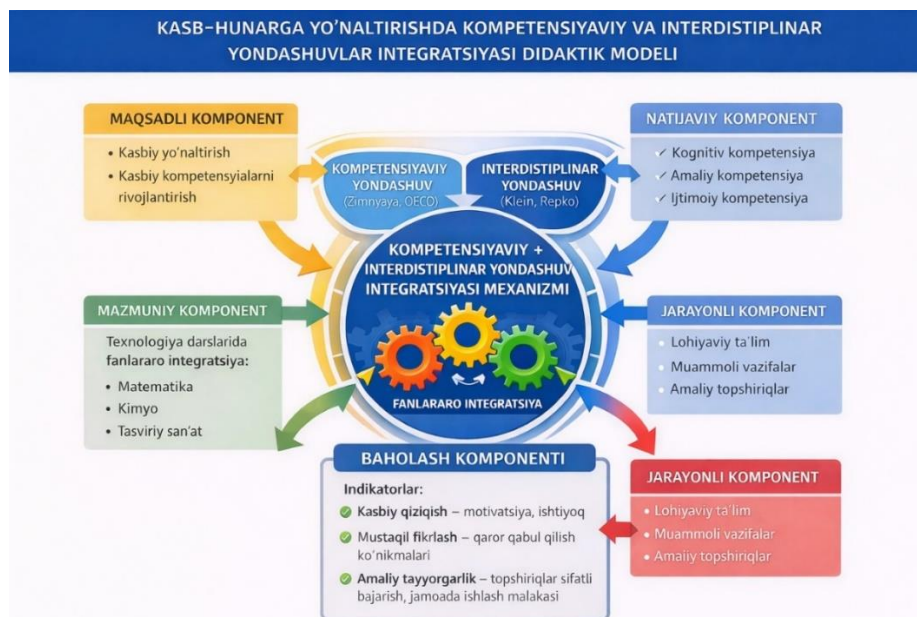 KASB-HUNARGA YO'NALTIRISHDA KOMPETENSIYAVIY VA INTERDISTIPLINAR
YONDASHUVLAR INTEGRATSIYASI DIDAKTIK MODELI
MAQSADLI KOMPONENT
• Kasbiy yo'naltirish
• Kasbiy kompetensyialarni
rivojlantirish
KOMPETENSIYAVIY
YONDASHUV
(Zimnyaya, OECD)
INTERDISTIPLINAR
YONDASHUV
(Klein, Repko)
NATIJAVIY KOMPONENT
✓ Kognitiv kompetensiya
✓ Amaliy kompetensiya
✓ Ijtimoiy kompetensiya
KOMPETENSIYAVIY +
INTERDISTIPLINAR YONDASHUV
INTEGRATSIYASI MEXANIZMI
FANLARARO INTEGRATSIYA
MAZMUNIY KOMPONENT
Texnologiya darslarida
fanlararo integratsiya:
• Matematika
• Kimyo
• Tasviriy san'at
JARAYONLI KOMPONENT
• Lohiyaviy ta'lim
• Muammoli vazifalar
• Amaliy topshiriqlar
BAHOLASH KOMPONENTI
Indikatorlar:
✓ Kasbiy qiziqish – motivatsiya, ishtiyoq
✓ Mustaqil fikrlash – qaror qabul qilish
ko'nikmalari
✓ Amaliy tayyorgarlik – topshiriqlar sifatli
bajarish, jamoada ishlash malakasi
JARAYONLI KOMPONENT
• Lohiyaviy ta'lim
• Muammoli vazifalar
• Amaliy topshiriqlar